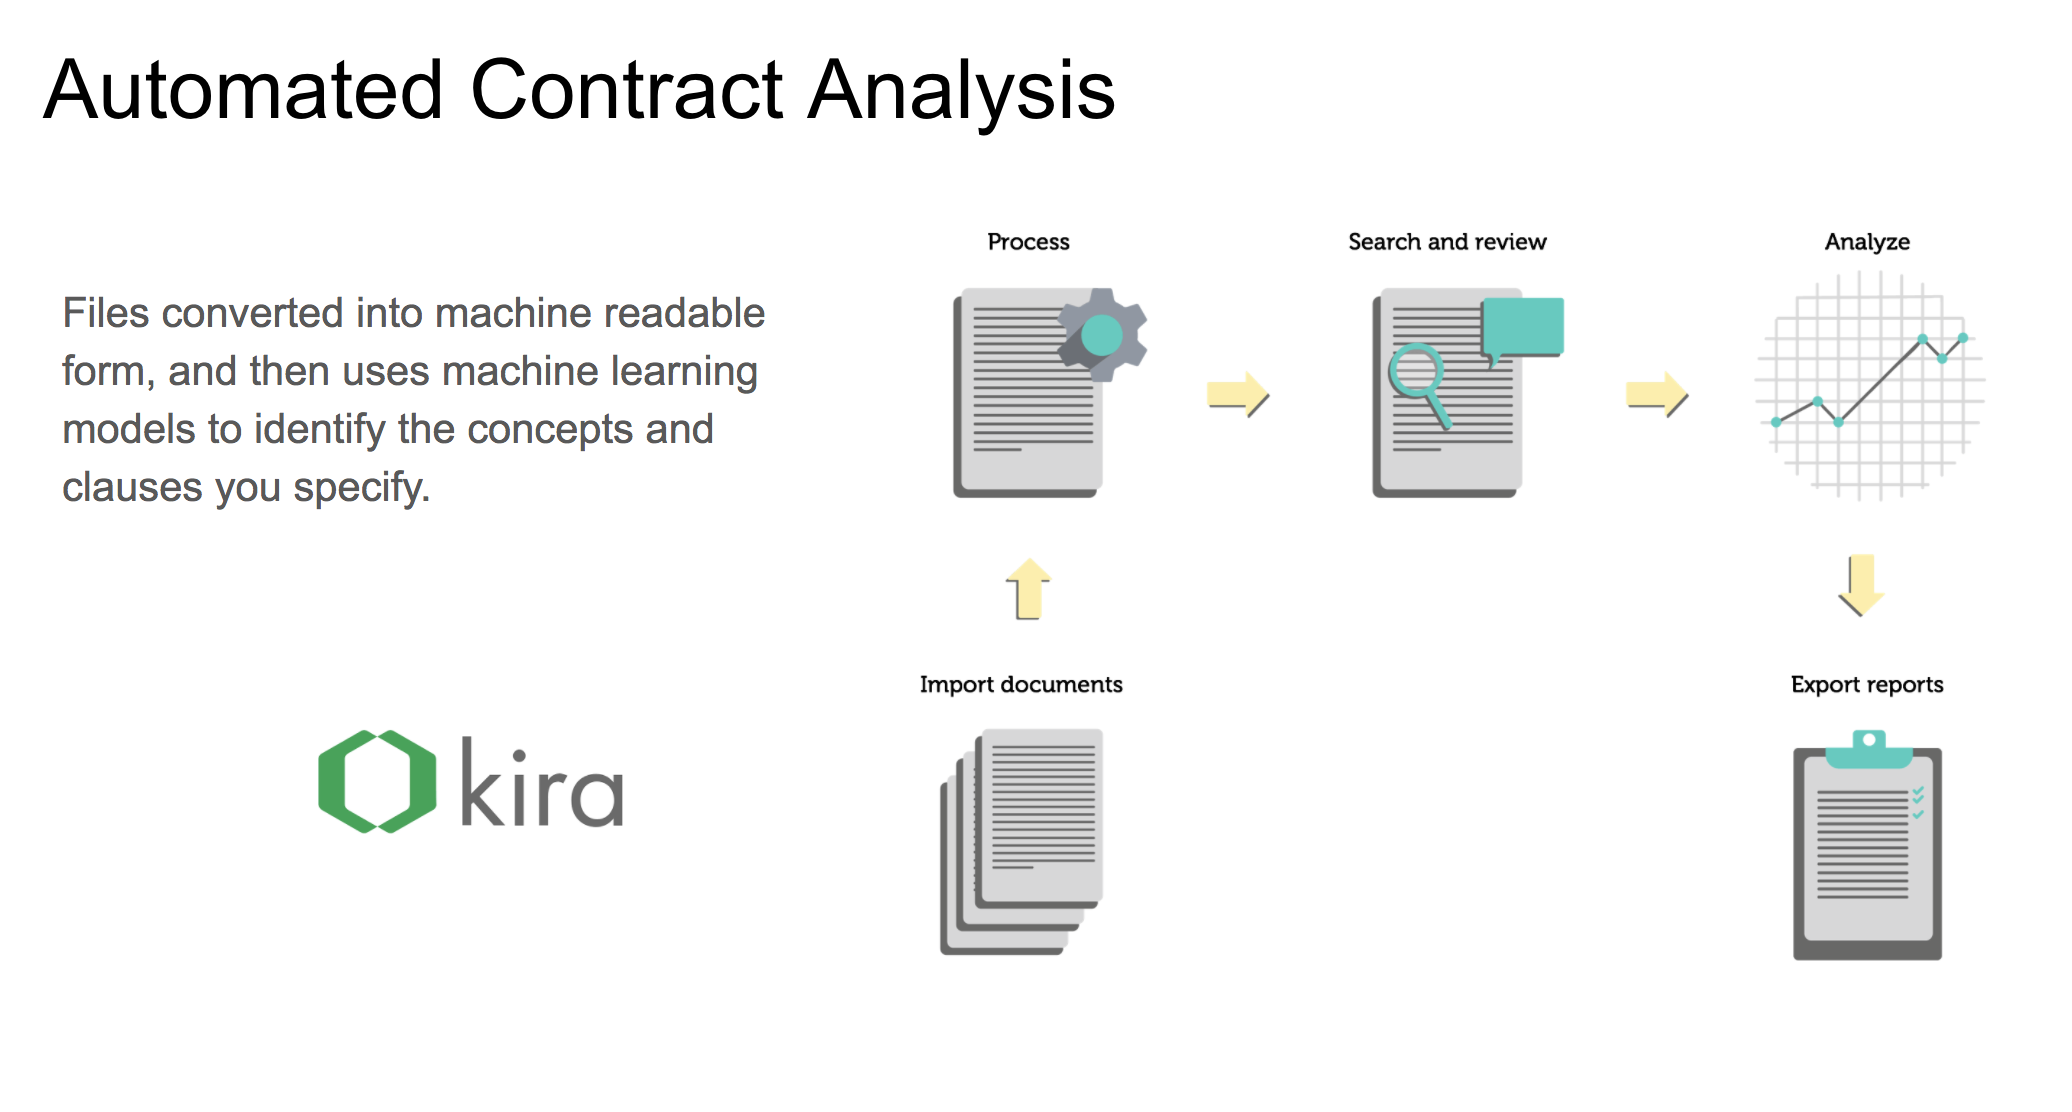 Automated Contract Analysis
Files converted into machine readable
form, and then uses machine learning
models to identify the concepts and
clauses you specify.
kira
Process
Search and review
Analyze
Import documents
Export reports